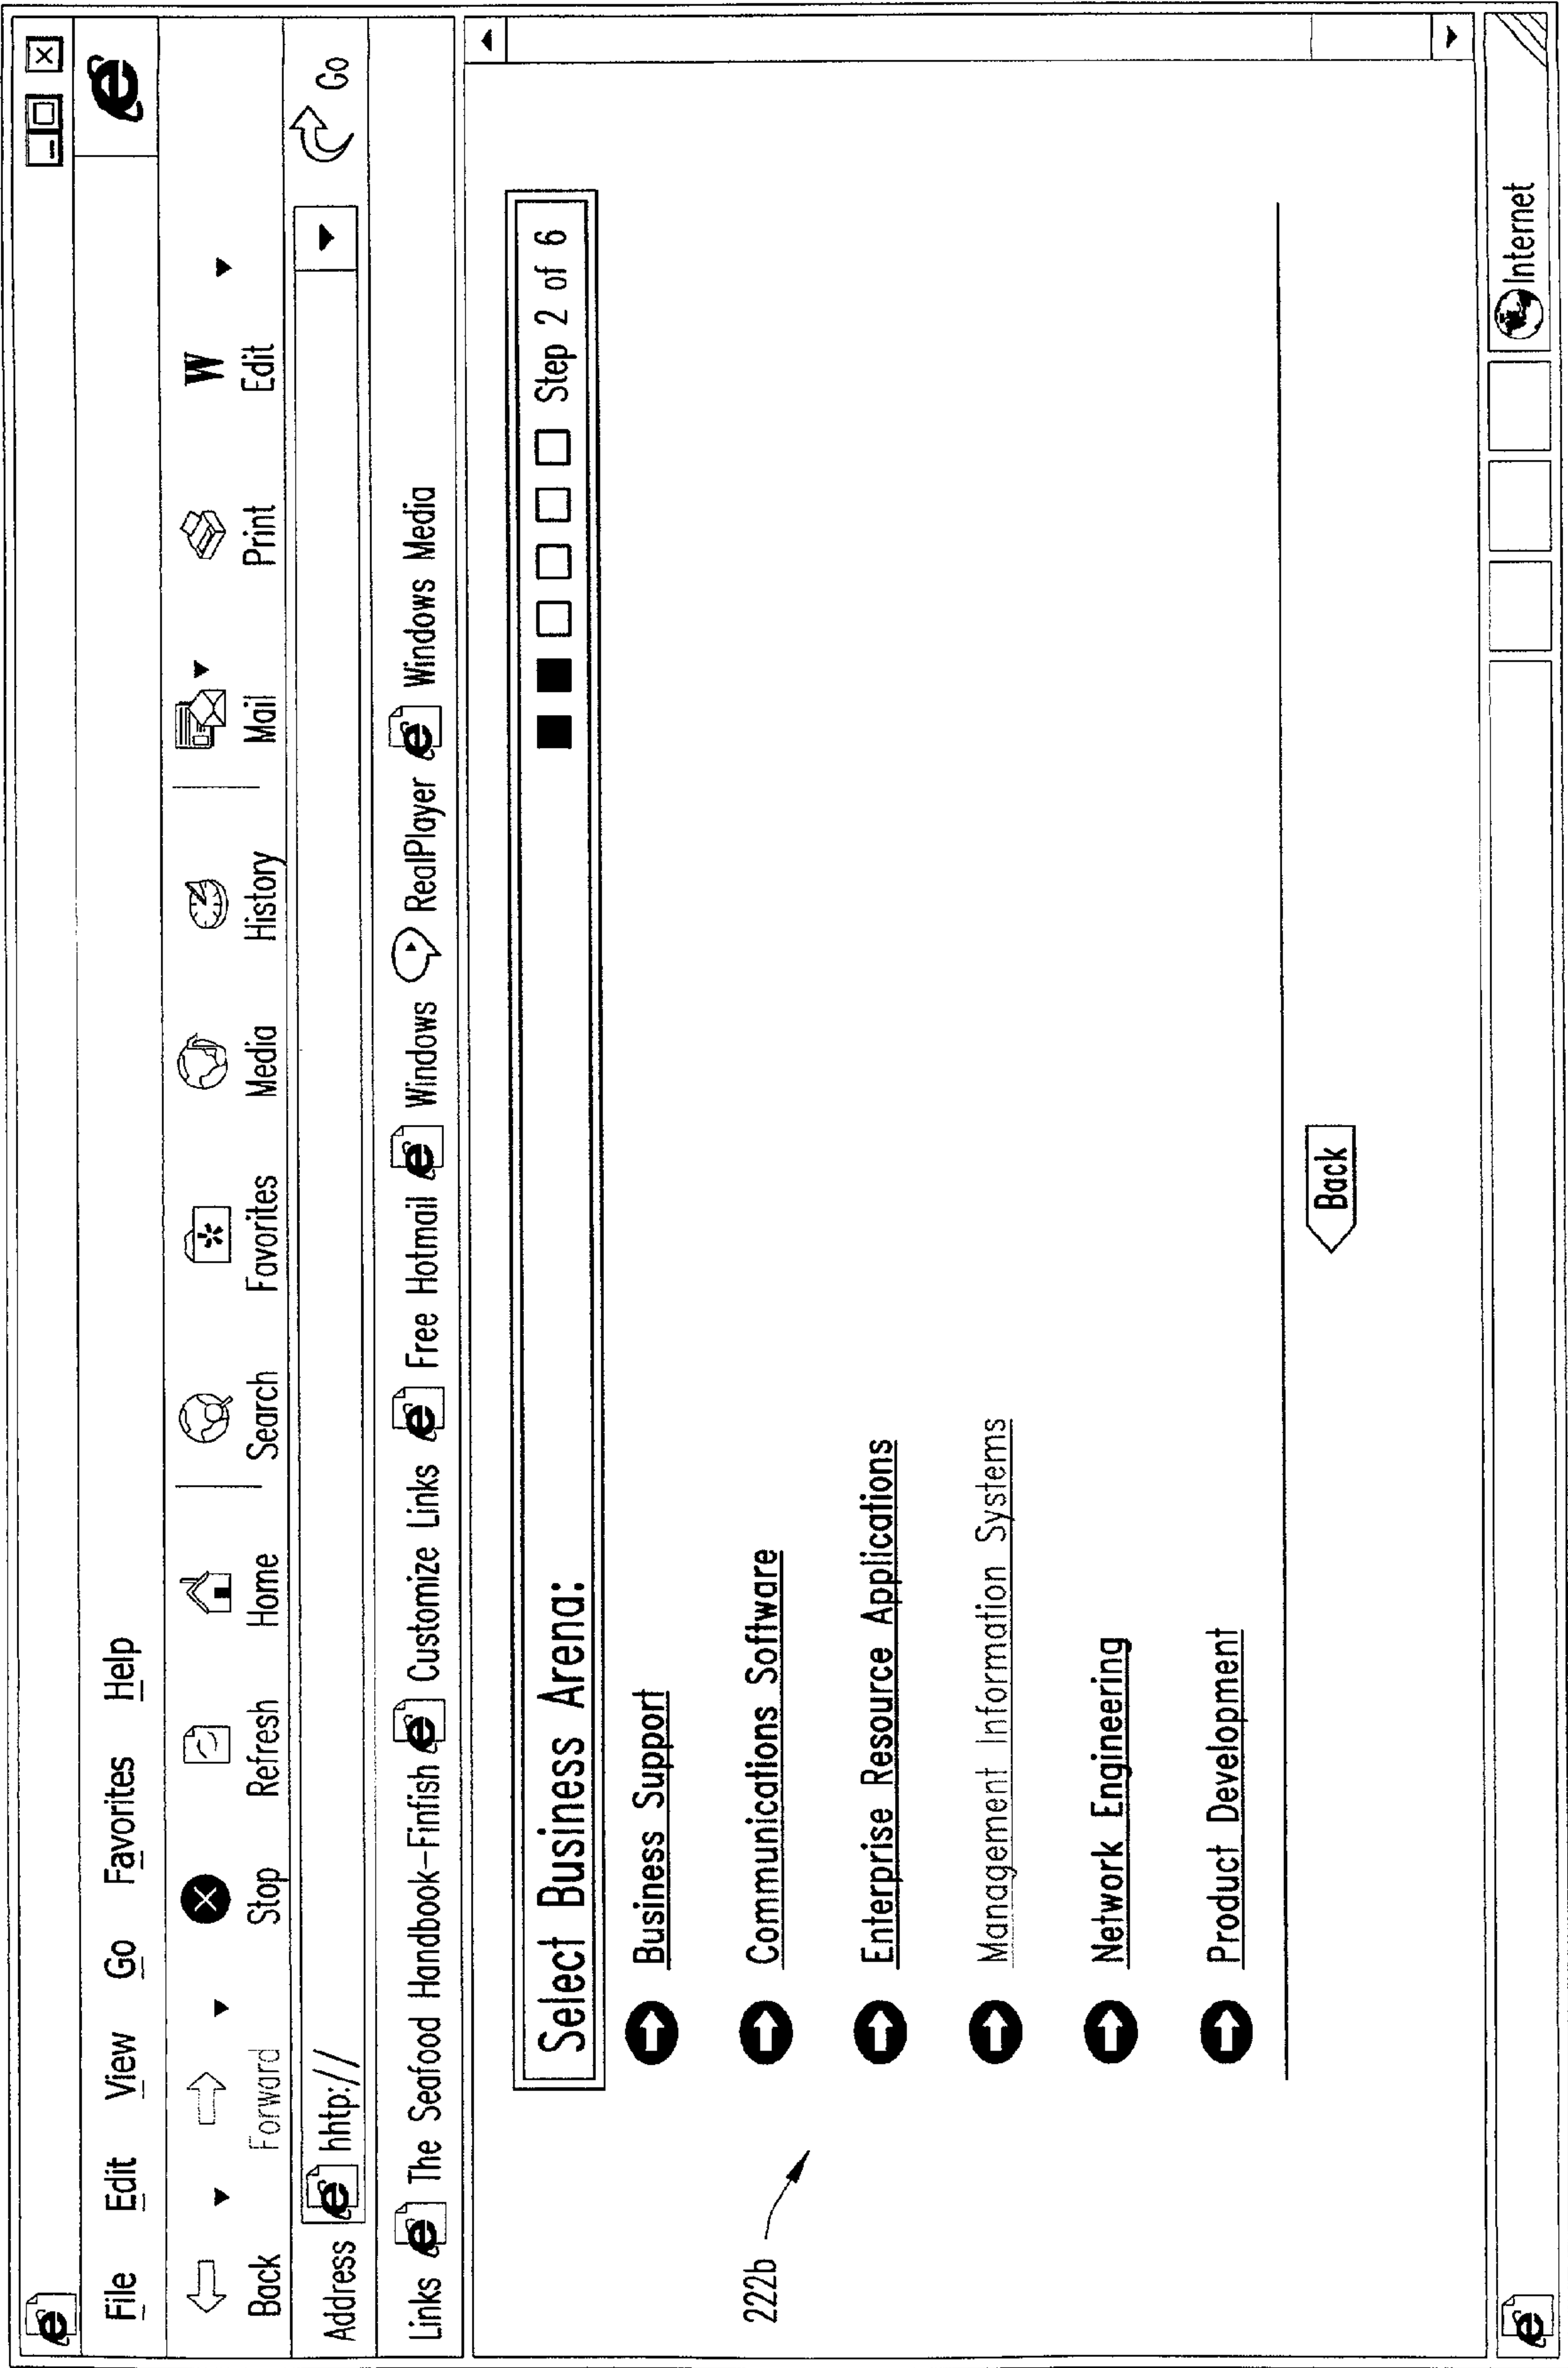 File Edit View Go Favorites Help
Back Forward Stop Refresh Home Search Favorites Media History Mail Print Edit
W
Address hhtp:// Go
Links The Seafood Handbook-Finfish Customize Links Free Hotmail Windows RealPlayer Windows Media
Select Business Arena: Step 2 of 6
Business Support
Communications Software
Enterprise Resource Applications
Management Information Systems
Network Engineering
Product Development
222b
Back
Internet